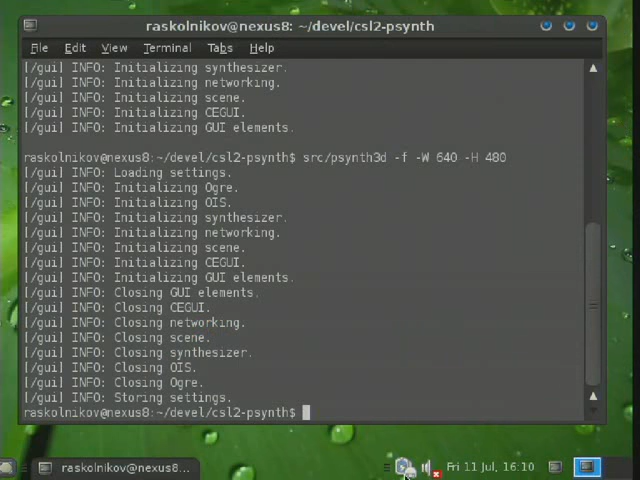 raskolnikov@nexus8: ~/devel/csl2-psynth
File Edit View Terminal Tabs Help
[/gui] INFO: Initializing synthesizer.
[/gui] INFO: Initializing networking.
[/gui] INFO: Initializing scene.
[/gui] INFO: Initializing CEGUI.
[/gui] INFO: Initializing GUI elements.
raskolnikov@nexus8:~/devel/csl2-psynth$ src/psynth3d -f -W 640 -H 480
[/gui] INFO: Loading settings.
[/gui] INFO: Initializing Ogre.
[/gui] INFO: Initializing OIS.
[/gui] INFO: Initializing synthesizer.
[/gui] INFO: Initializing networking.
[/gui] INFO: Initializing scene.
[/gui] INFO: Initializing CEGUI.
[/gui] INFO: Initializing GUI elements.
[/gui] INFO: Closing GUI elements.
[/gui] INFO: Closing CEGUI.
[/gui] INFO: Closing networking.
[/gui] INFO: Closing scene.
[/gui] INFO: Closing synthesizer.
[/gui] INFO: Closing OIS.
[/gui] INFO: Closing Ogre.
[/gui] INFO: Storing settings.
raskolnikov@nexus8:~/devel/csl2-psynth$
raskolnikov@nexus8...
Fri 11 Jul, 16:10